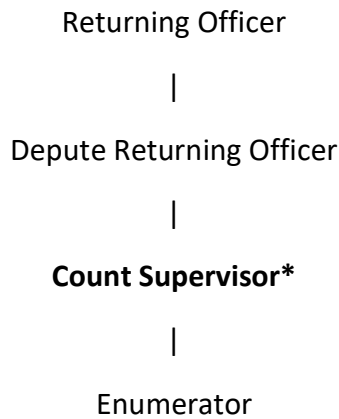 Returning Officer
|
Depute Returning Officer
|
Count Supervisor*
|
Enumerator